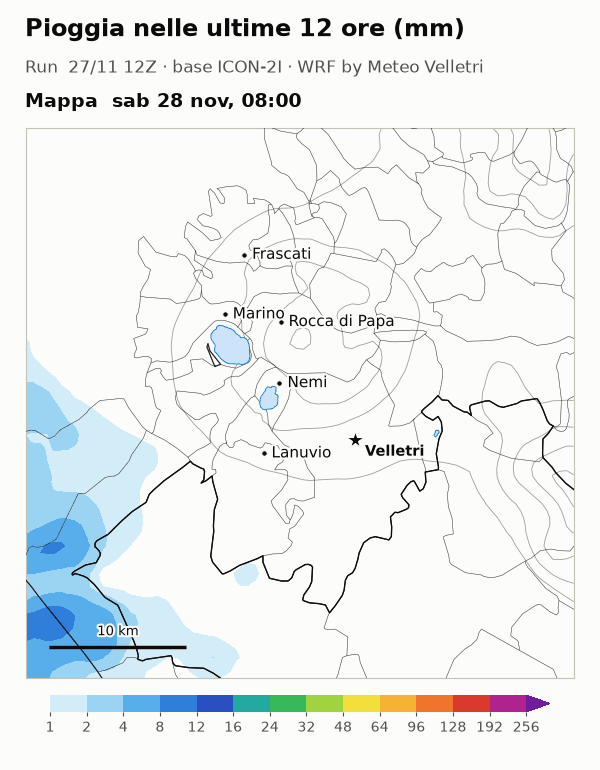 Pioggia nelle ultime 12 ore (mm)
Run  27/11 12Z · base ICON-2I · WRF by Meteo Velletri
Mappa  sab 28 nov, 08:00
Frascati
Marino
Rocca di Papa
Nemi
Velletri
Lanuvio
10 km
1 2 4 8 12 16 24 32 48 64 96 128 192 256